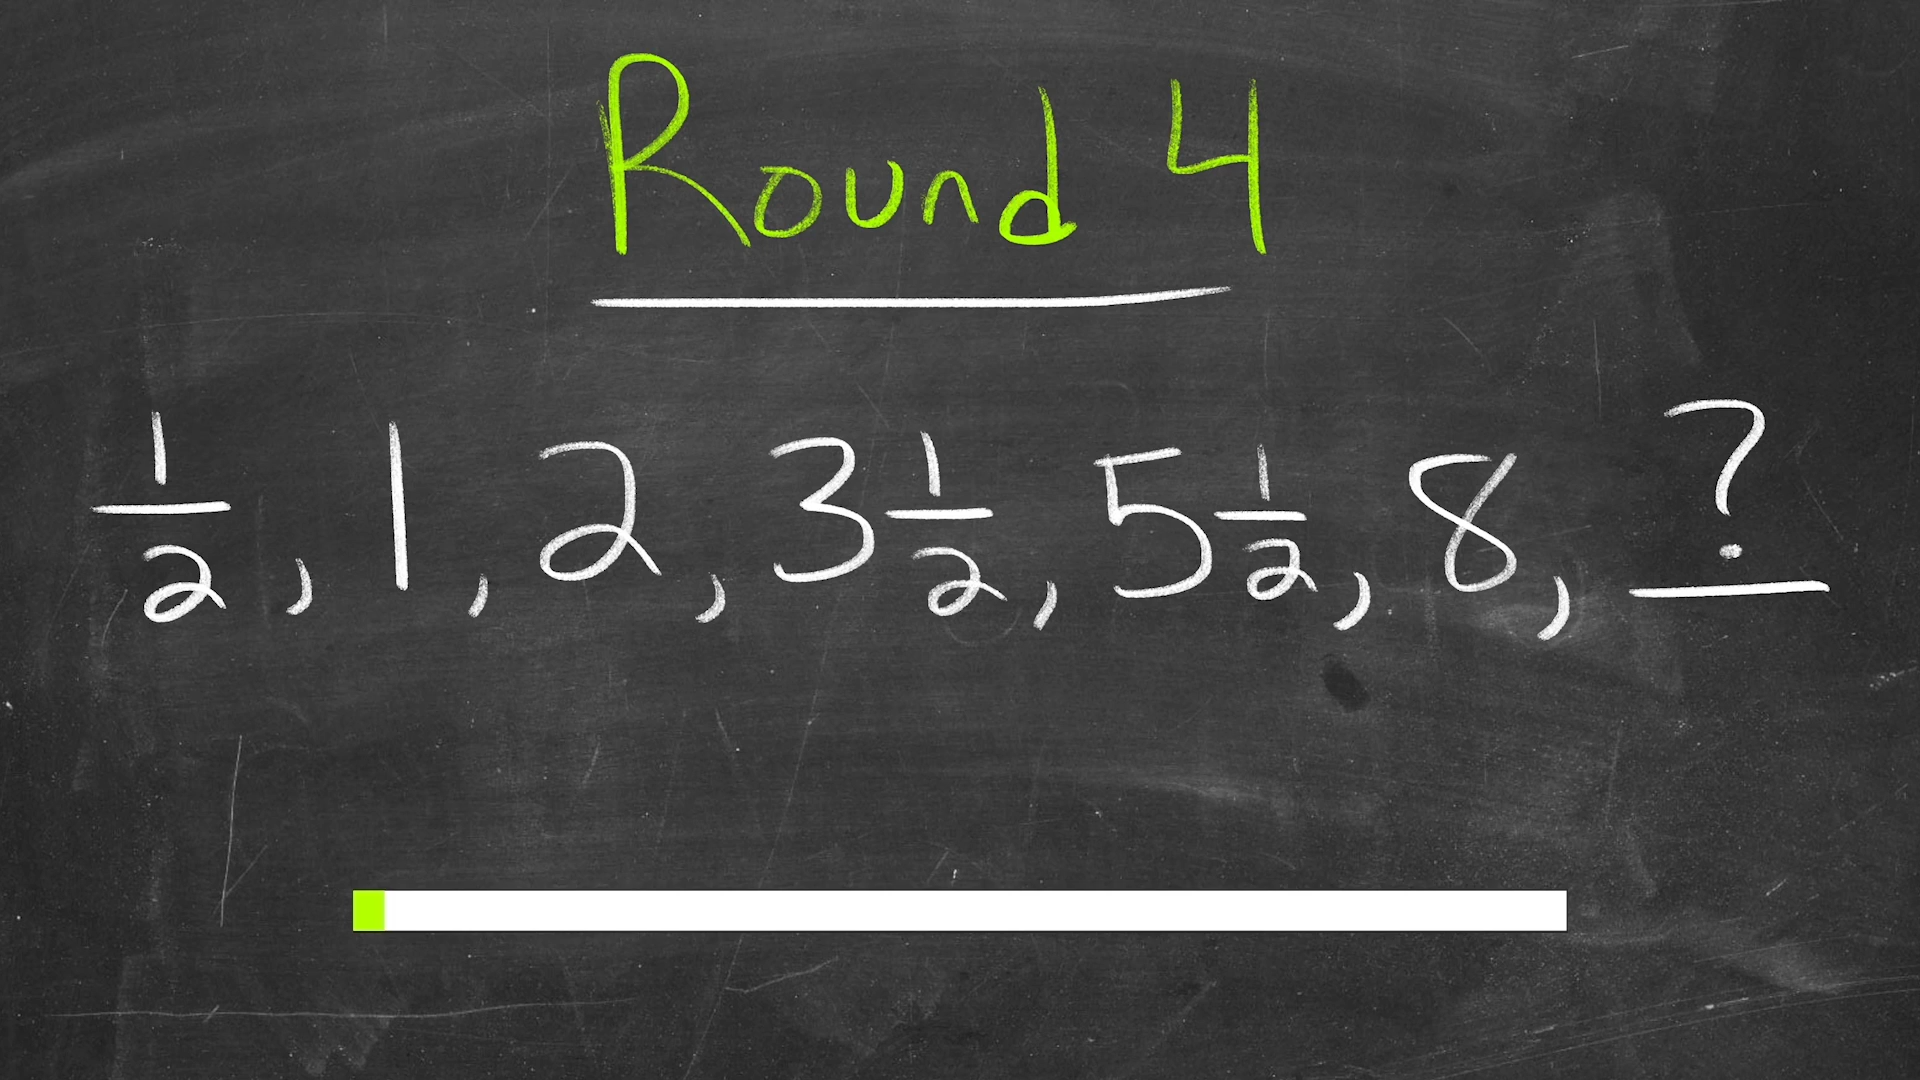 Round 4
1/2, 1, 2, 3 1/2, 5 1/2, 8, ?